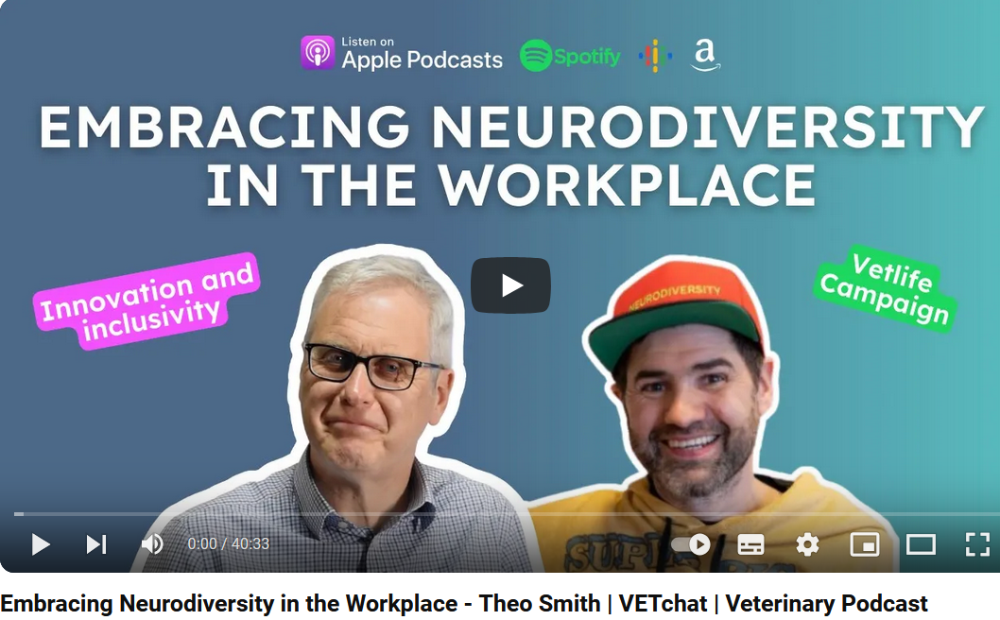 Listen on
Apple Podcasts
Spotify
a
EMBRACING NEURODIVERSITY
IN THE WORKPLACE
Innovation and
inclusivity
Vetlife
Campaign
NEURODIVERSITY
0:00 / 40:33
Embracing Neurodiversity in the Workplace - Theo Smith | VETchat | Veterinary Podcast